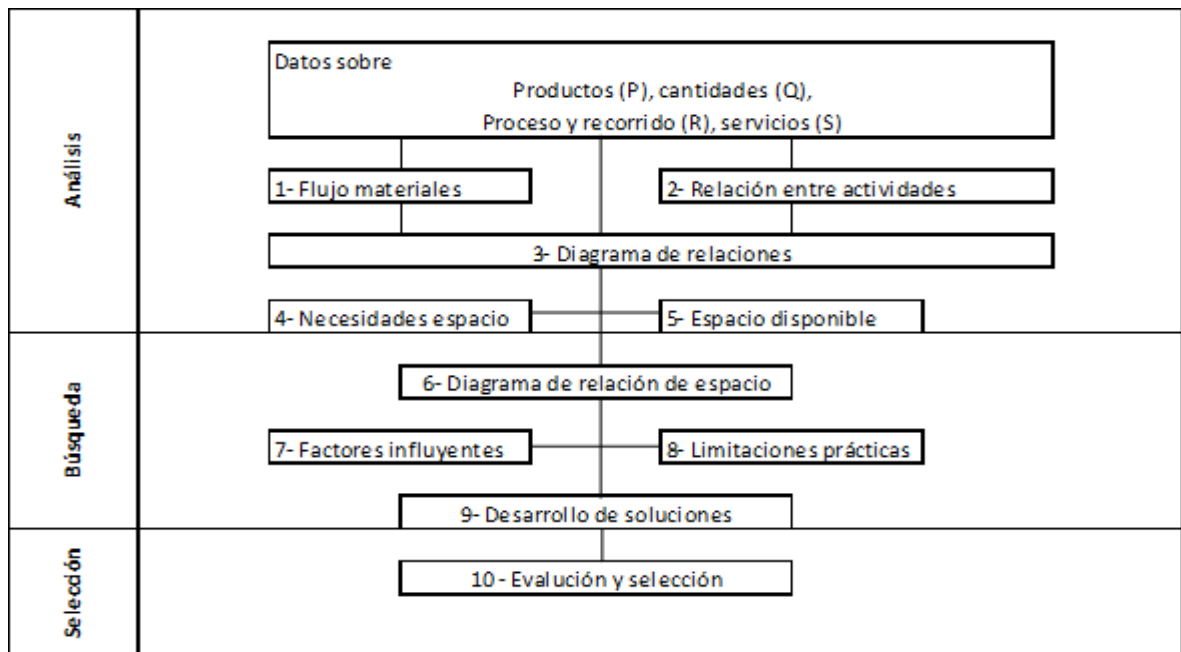 Análisis
Datos sobre
Productos (P), cantidades (Q),
Proceso y recorrido (R), servicios (S)
1- Flujo materiales
2- Relación entre actividades
3- Diagrama de relaciones
4- Necesidades espacio
5- Espacio disponible
Búsqueda
6- Diagrama de relación de espacio
7- Factores influyentes
8- Limitaciones prácticas
9- Desarrollo de soluciones
Selección
10- Evalución y selección